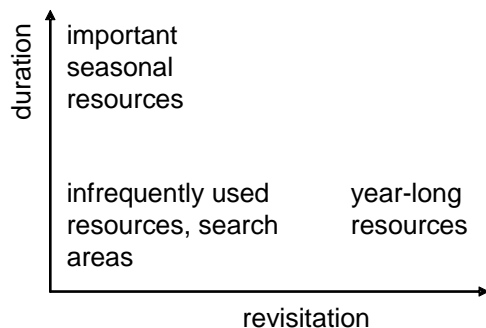 duration
important
seasonal
resources
infrequently used
resources, search
areas
year-long
resources
revisitation